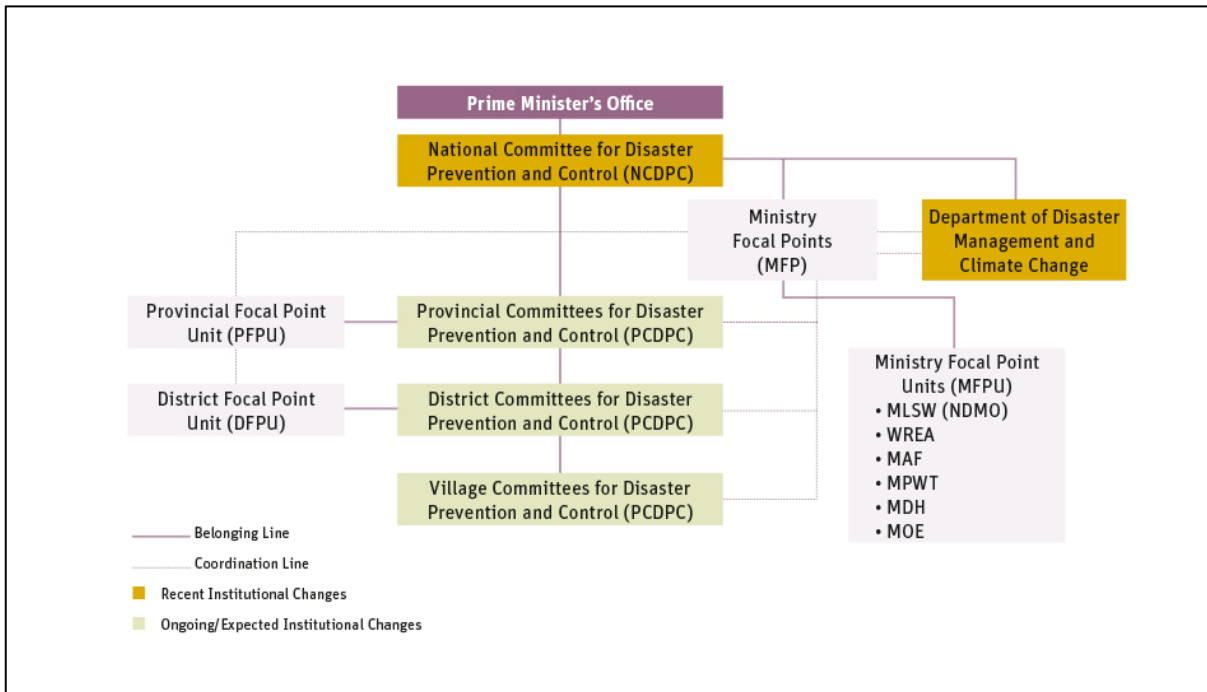 Prime Minister's Office
National Committee for Disaster
Prevention and Control (NCDPC)
Ministry
Focal Points
(MFP)
Department of Disaster
Management and
Climate Change
Provincial Focal Point
Unit (PFPU)
Provincial Committees for Disaster
Prevention and Control (PCDPC)
District Focal Point
Unit (DFPU)
District Committees for Disaster
Prevention and Control (PCDPC)
Village Committees for Disaster
Prevention and Control (PCDPC)
Ministry Focal Point
Units (MFPU)
• MLSW (NDMO)
• WREA
• MAF
• MPWT
• MDH
• MOE
Belonging Line
Coordination Line
Recent Institutional Changes
Ongoing/Expected Institutional Changes